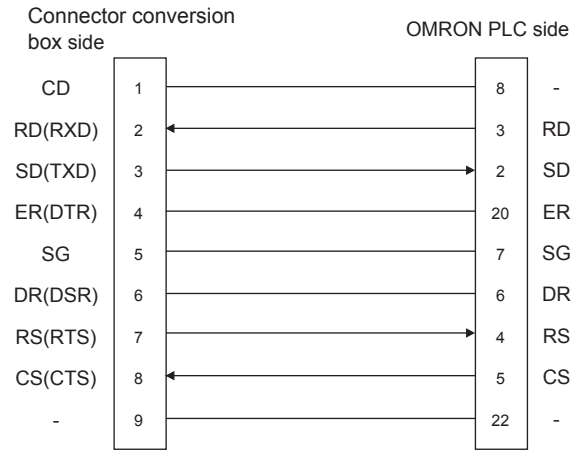 Connector conversion
box side
OMRON PLC side
CD 1 8 -
RD(RXD) 2 3 RD
SD(TXD) 3 2 SD
ER(DTR) 4 20 ER
SG 5 7 SG
DR(DSR) 6 6 DR
RS(RTS) 7 4 RS
CS(CTS) 8 5 CS
- 9 22 -